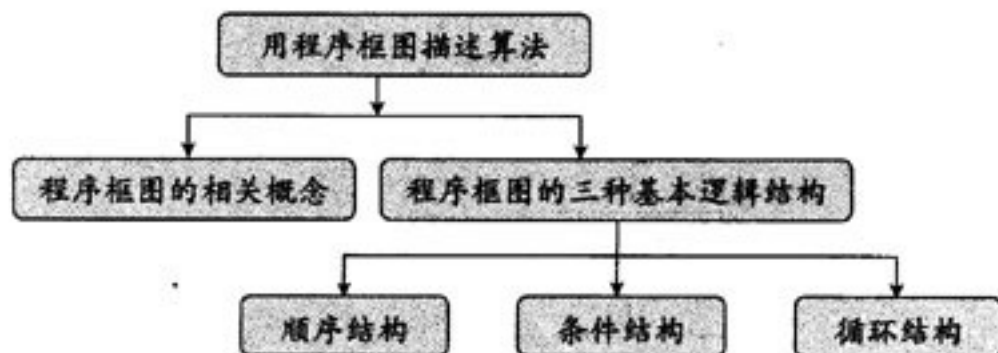 用程序框图描述算法
程序框图的相关概念
程序框图的三种基本逻辑结构
顺序结构
条件结构
循环结构